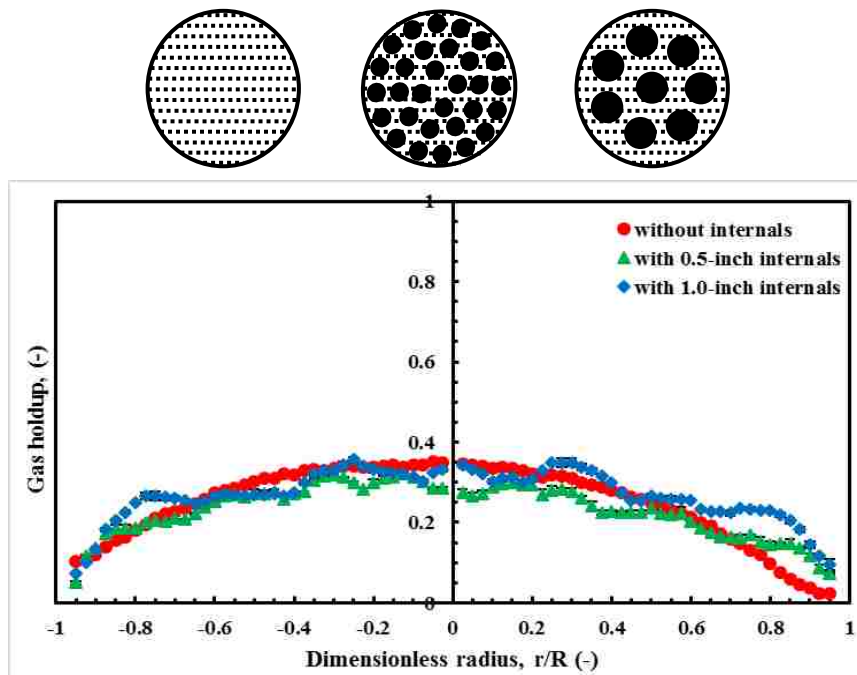 1
without internals
with 0.5-inch internals
with 1.0-inch internals
0.8
0.6
0.4
0.2
0
Gas holdup, (-)
-1 -0.8 -0.6 -0.4 -0.2 0 0.2 0.4 0.6 0.8 1
Dimensionless radius, r/R (-)